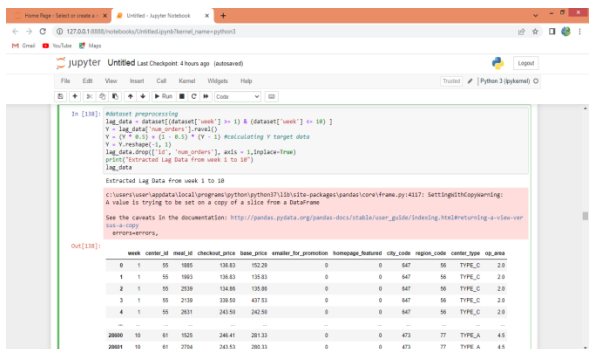 Home Page - Select or create a
Untitled - Jupyter Notebook
127.0.0.1:8888/notebooks/Untitled.ipynb?kernel_name=python3
Gmail YouTube Maps
jupyter Untitled Last Checkpoint: 4 hours ago (autosaved)
Logout
File Edit View Insert Cell Kernel Widgets Help
Trusted Python 3 (ipykernel)
Run Code
In [138]: #dataset preprocessing
lag_data = dataset[(dataset['week'] >= 1) & (dataset['week'] <= 10) ]
Y = lag_data['num_orders'].ravel()
Y = (Y * 0.5) + (1 - 0.5) * (Y - 1) #calculating Y target data
Y = Y.reshape(-1, 1)
lag_data.drop(['id', 'num_orders'], axis = 1,inplace=True)
print("Extracted Lag Data from week 1 to 10")
lag_data
Extracted Lag Data from week 1 to 10
c:\users\user\appdata\local\programs\python\python37\lib\site-packages\pandas\core\frame.py:4117: SettingWithCopyWarning:
A value is trying to be set on a copy of a slice from a DataFrame
See the caveats in the documentation: http://pandas.pydata.org/pandas-docs/stable/user_guide/indexing.html#returning-a-view-ver
sus-a-copy
errors=errors,
Out[138]:
week center_id meal_id checkout_price base_price emailer_for_promotion homepage_featured city_code region_code center_type op_area
0 1 55 1885 136.83 152.29 0 0 647 56 TYPE_C 2.0
1 1 55 1993 136.83 135.83 0 0 647 56 TYPE_C 2.0
2 1 55 2539 134.86 135.86 0 0 647 56 TYPE_C 2.0
3 1 55 2139 339.50 437.53 0 0 647 56 TYPE_C 2.0
4 1 55 2631 243.50 242.50 0 0 647 56 TYPE_C 2.0
... ... ... ... ... ... ... ... ... ... ... ...
28600 10 61 1525 246.41 281.33 0 0 473 77 TYPE_A 4.5
28601 10 61 2704 243.53 280.33 0 0 473 77 TYPE_A 4.5